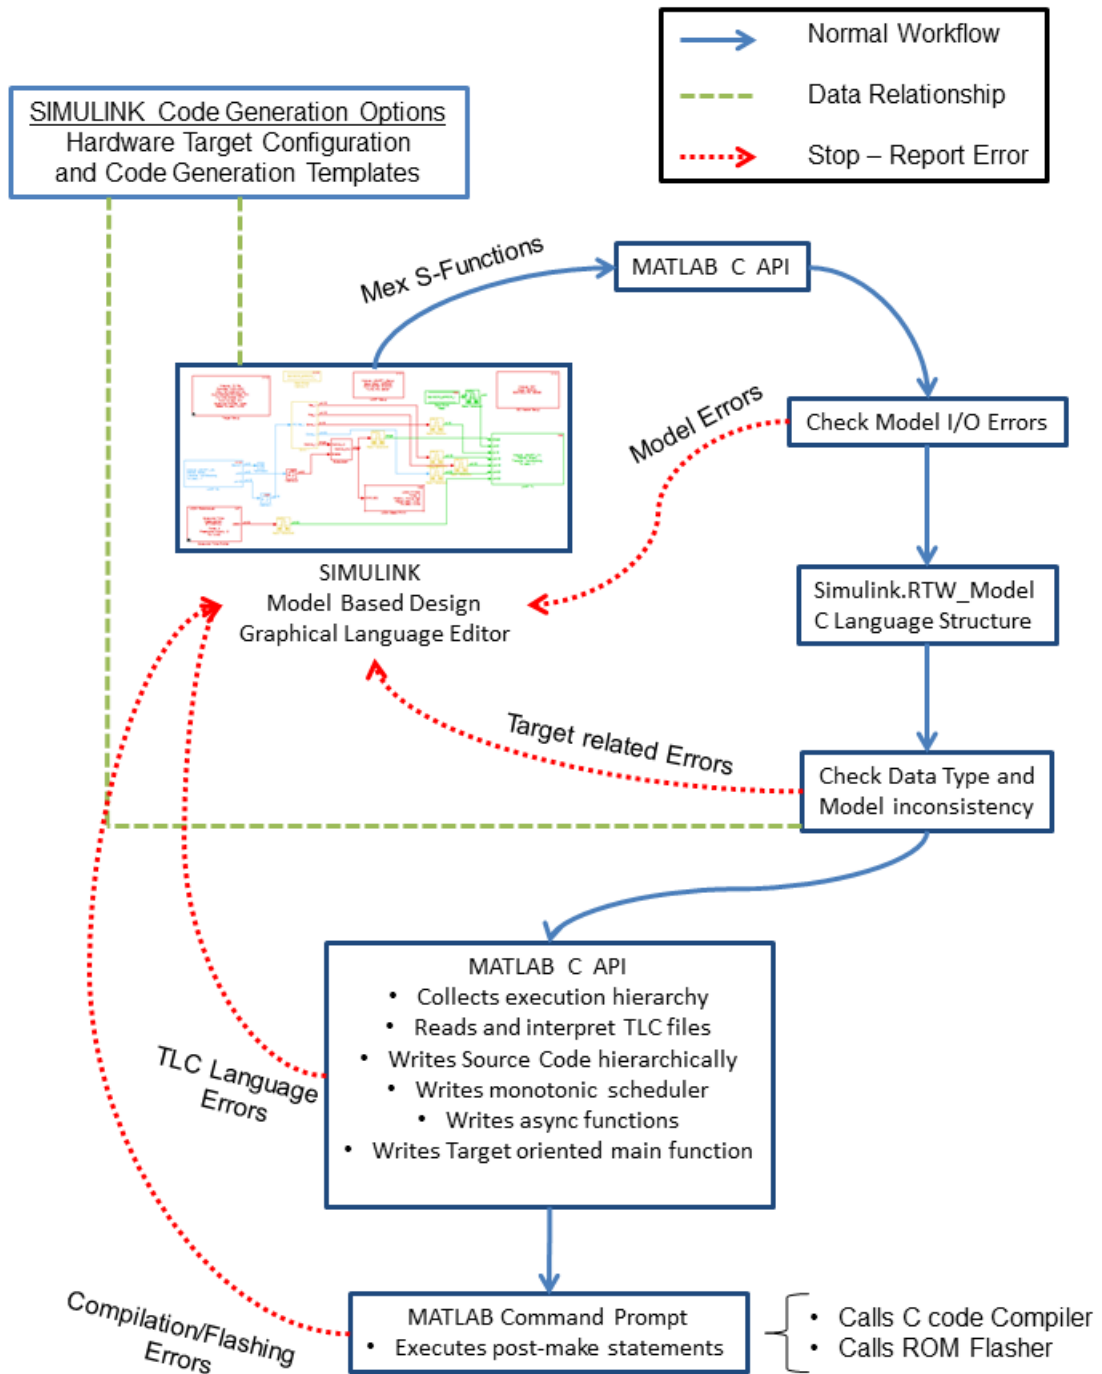 Normal Workflow
Data Relationship
Stop – Report Error
SIMULINK Code Generation Options
Hardware Target Configuration
and Code Generation Templates
Mex S-Functions
MATLAB C API
Model Errors
Check Model I/O Errors
SIMULINK
Model Based Design
Graphical Language Editor
Simulink.RTW_Model
C Language Structure
Target related Errors
Check Data Type and
Model inconsistency
MATLAB C API
• Collects execution hierarchy
• Reads and interpret TLC files
• Writes Source Code hierarchically
• Writes monotonic scheduler
• Writes async functions
• Writes Target oriented main function
TLC Language
Errors
Compilation/Flashing
Errors
MATLAB Command Prompt
• Executes post-make statements
• Calls C code Compiler
• Calls ROM Flasher